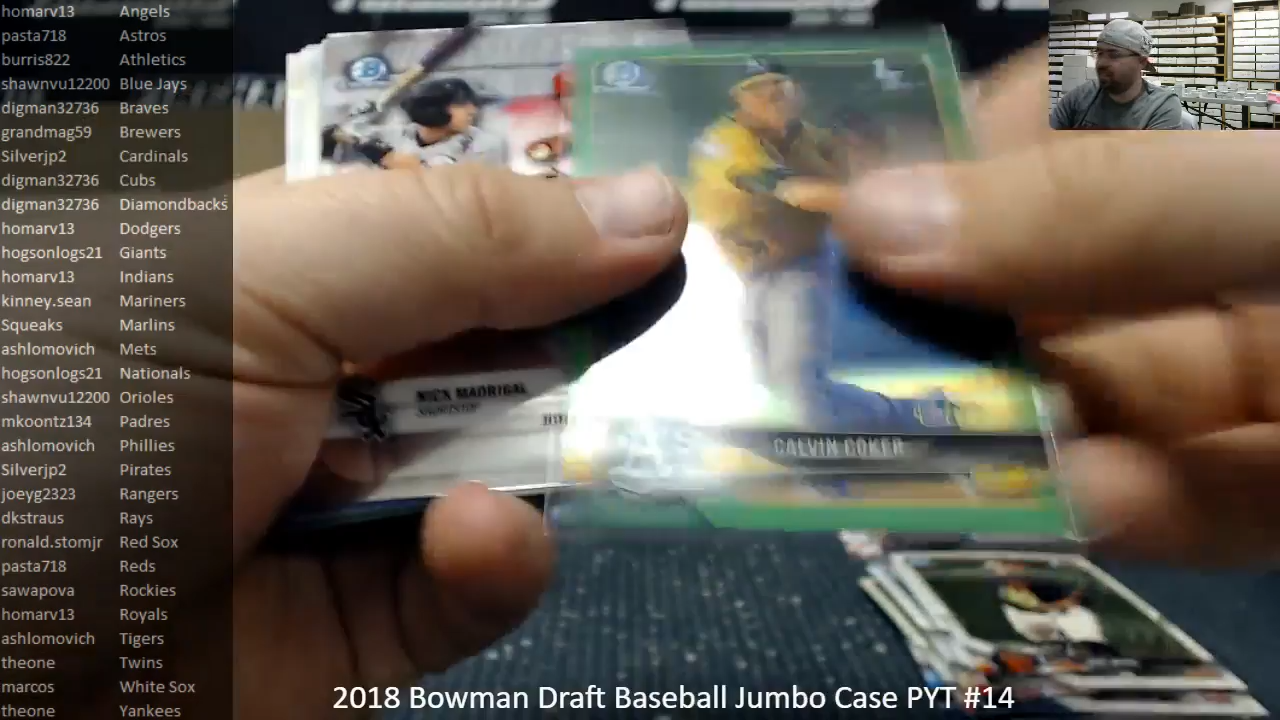 homarv13 Angels
pasta718 Astros
burris822 Athletics
shawnvu12200 Blue Jays
digman32736 Braves
grandmag59 Brewers
Silverjp2 Cardinals
digman32736 Cubs
digman32736 Diamondbacks
homarv13 Dodgers
hogsonlogs21 Giants
homarv13 Indians
kinney.sean Mariners
Squeaks Marlins
ashlomovich Mets
hogsonlogs21 Nationals
shawnvu12200 Orioles
mkoontz134 Padres
ashlomovich Phillies
Silverjp2 Pirates
joeyg2323 Rangers
dkstraus Rays
ronald.stomjr Red Sox
pasta718 Reds
sawapova Rockies
homarv13 Royals
ashlomovich Tigers
theone Twins
marcos White Sox
theone Yankees
NICK MADRIGAL
CALVIN COKER
A's
2018 Bowman Draft Baseball Jumbo Case PYT #14